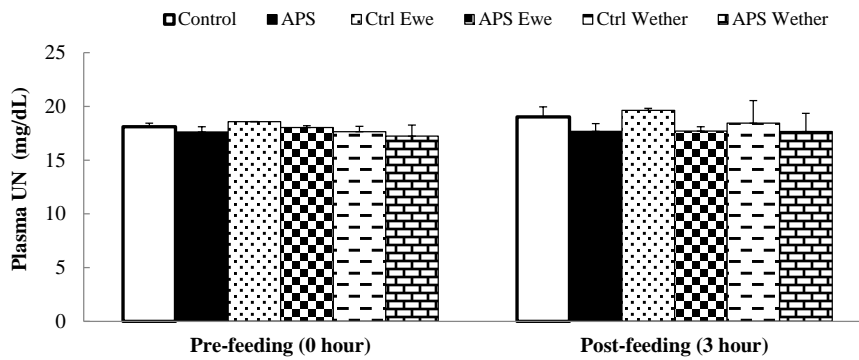 Control APS Ctrl Ewe APS Ewe Ctrl Wether APS Wether
25
20
15
10
5
0
Plasma UN (mg/dL)
Pre-feeding (0 hour) Post-feeding (3 hour)